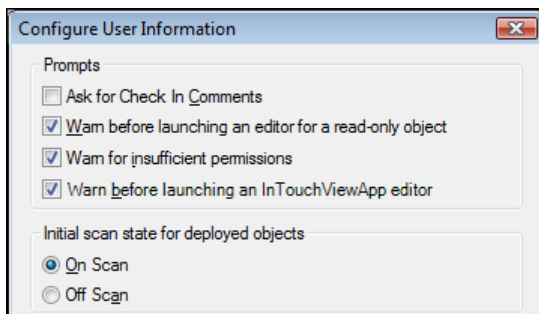 Configure User Information
Prompts
Ask for Check In Comments
Warn before launching an editor for a read-only object
Warn for insufficient permissions
Warn before launching an InTouchViewApp editor
Initial scan state for deployed objects
On Scan
Off Scan